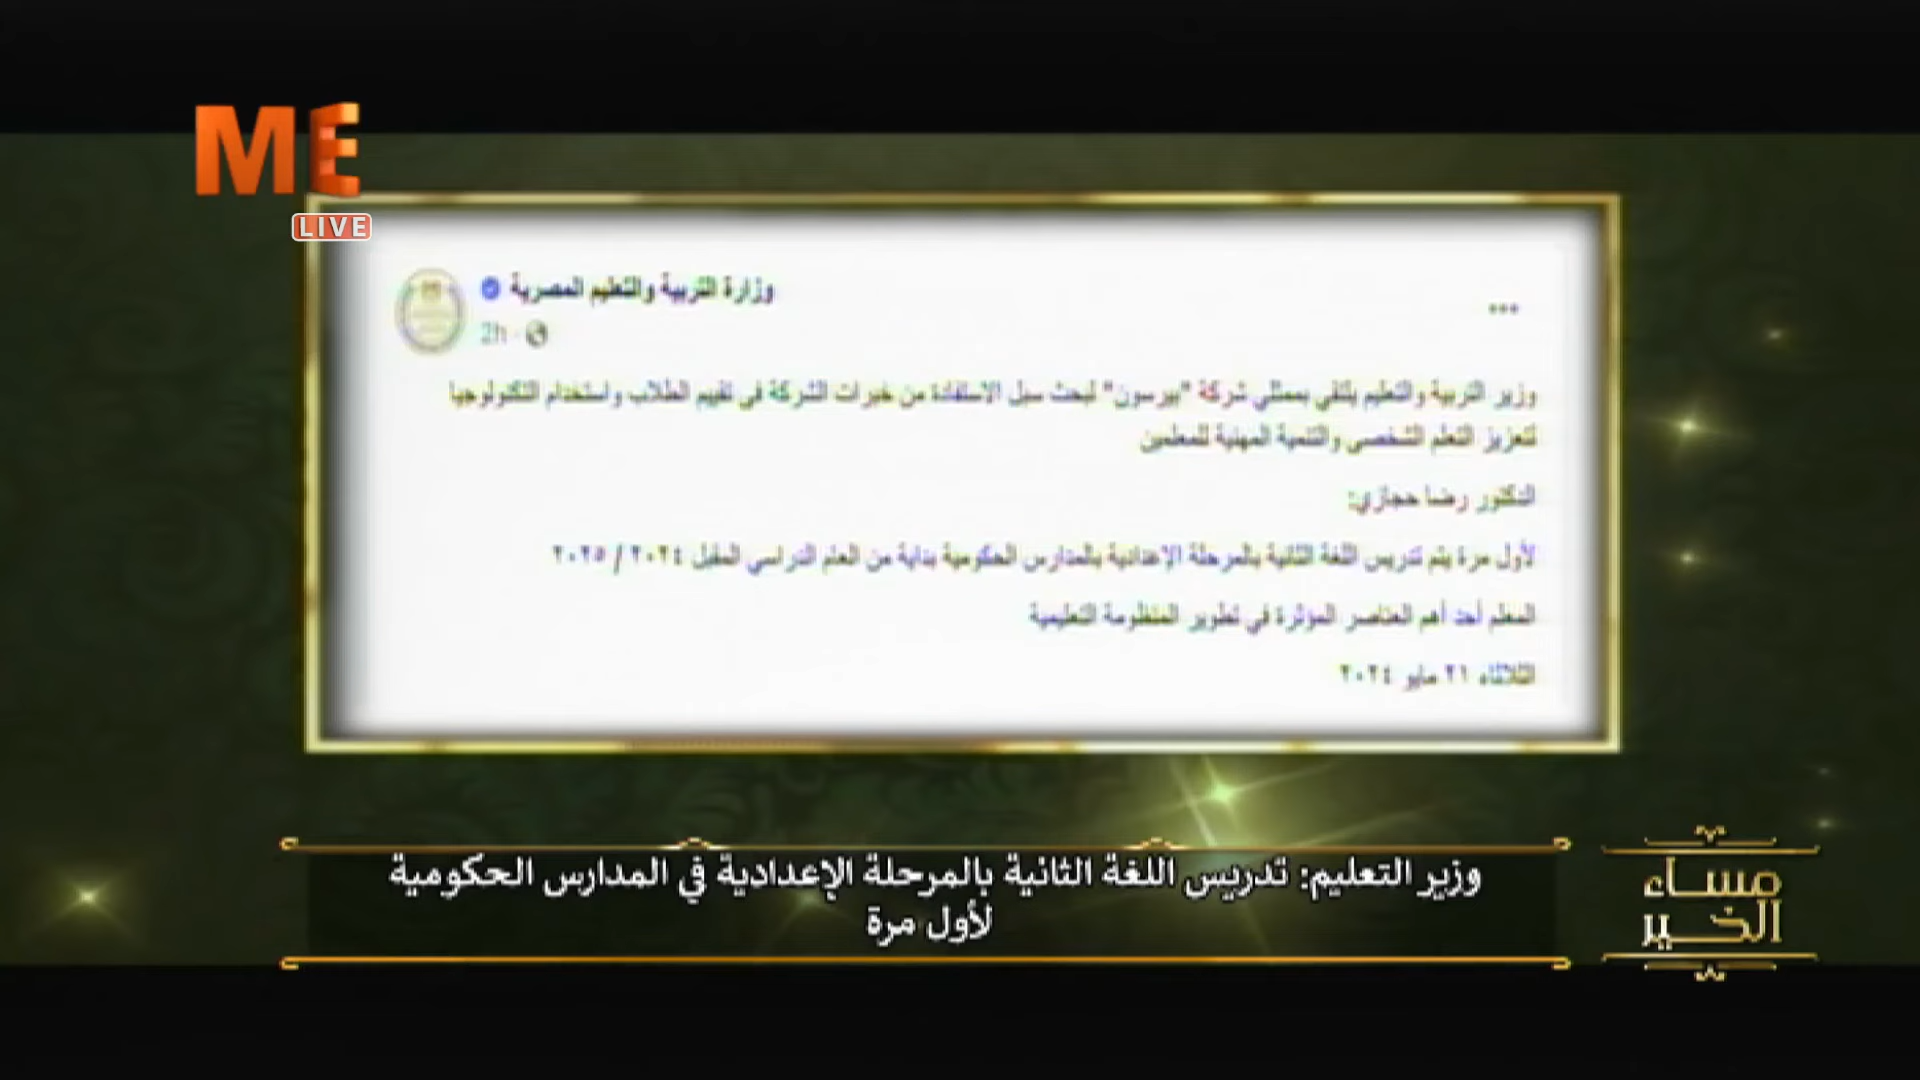 ME
LIVE
وزارة التربية والتعليم المصرية
2h
...
وزير التربية والتعليم يلتقي بممثلي شركة "بيرسون" لبحث سبل الاستفادة من خبرات الشركة في تقييم الطلاب واستخدام التكنولوجيا
لتعزيز التعلم الشخصي والتنمية المهنية للمعلمين
الدكتور رضا حجازي:
لأول مرة يتم تدريس اللغة الثانية بالمرحلة الإعدادية بالمدارس الحكومية بداية من العام الدراسي المقبل ٢٠٢٤ / ٢٠٢٥
المعلم أحد أهم العناصر المؤثرة في تطوير المنظومة التعليمية
الثلاثاء ٢١ مايو ٢٠٢٤
وزير التعليم: تدريس اللغة الثانية بالمرحلة الإعدادية في المدارس الحكومية
لأول مرة
مساء
الخير